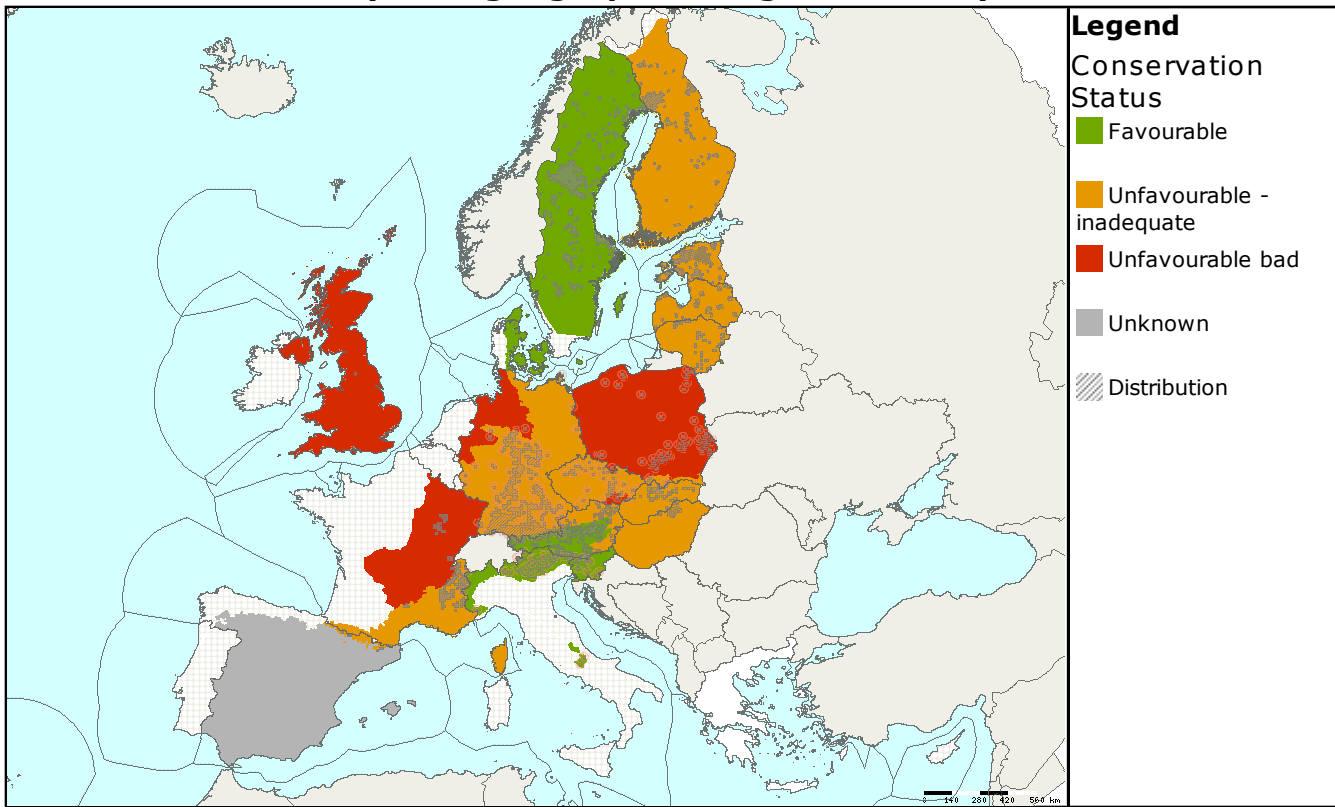 Legend
Conservation
Status
Favourable
Unfavourable -
inadequate
Unfavourable bad
Unknown
Distribution
0 140 280 420 560 km